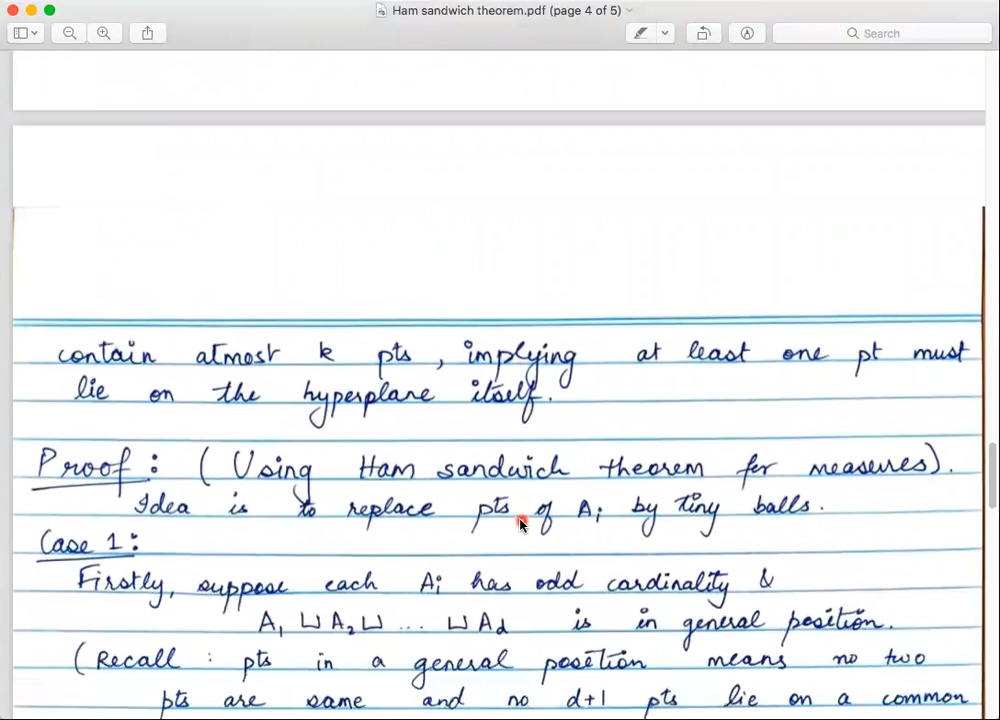 Ham sandwich theorem.pdf (page 4 of 5)
Search
contain atmost k pts, implying at least one pt must
lie on the hyperplane itself.
Proof : ( Using Ham sandwich theorem for measures).
Idea is to replace pts of Ai by tiny balls.
Case 1:
Firstly, suppose each Ai has odd cardinality &
A1 ⊔ A2 ⊔ ... ⊔ Ad is in general position.
(Recall : pts in a general position means no two
pts are same and no d+1 pts lie on a common